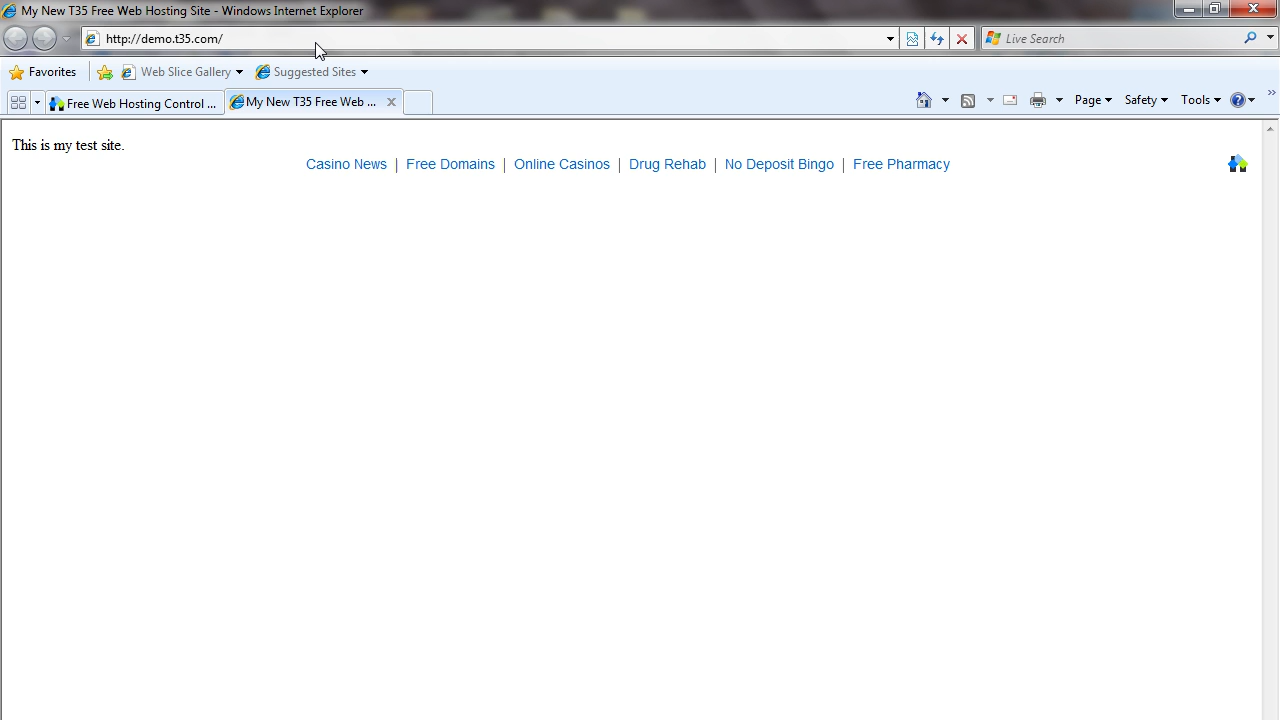 My New T35 Free Web Hosting Site - Windows Internet Explorer
http://demo.t35.com/
Live Search
Favorites Web Slice Gallery Suggested Sites
Free Web Hosting Control ... My New T35 Free Web ... Page Safety Tools
This is my test site.
Casino News | Free Domains | Online Casinos | Drug Rehab | No Deposit Bingo | Free Pharmacy